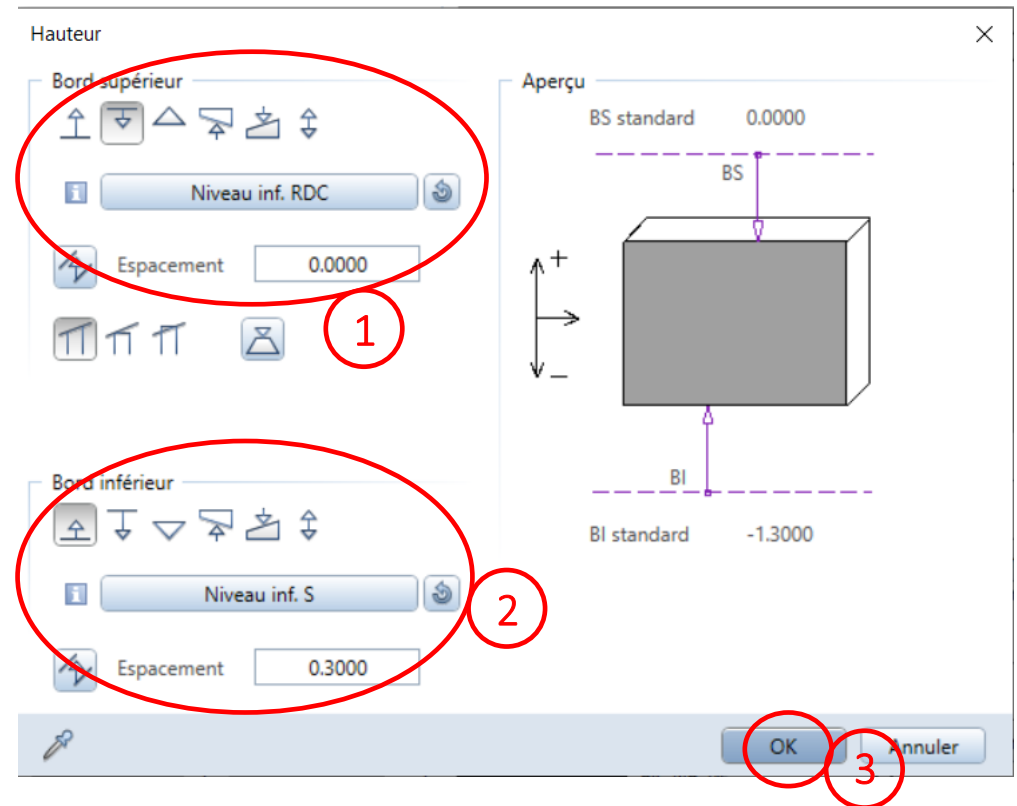 Hauteur
Bord supérieur
Niveau inf. RDC
Espacement 0.0000
1
Bord inférieur
Niveau inf. S
Espacement 0.3000
2
Aperçu
BS standard 0.0000
BS
+
–
BI
BI standard -1.3000
OK
Annuler
3